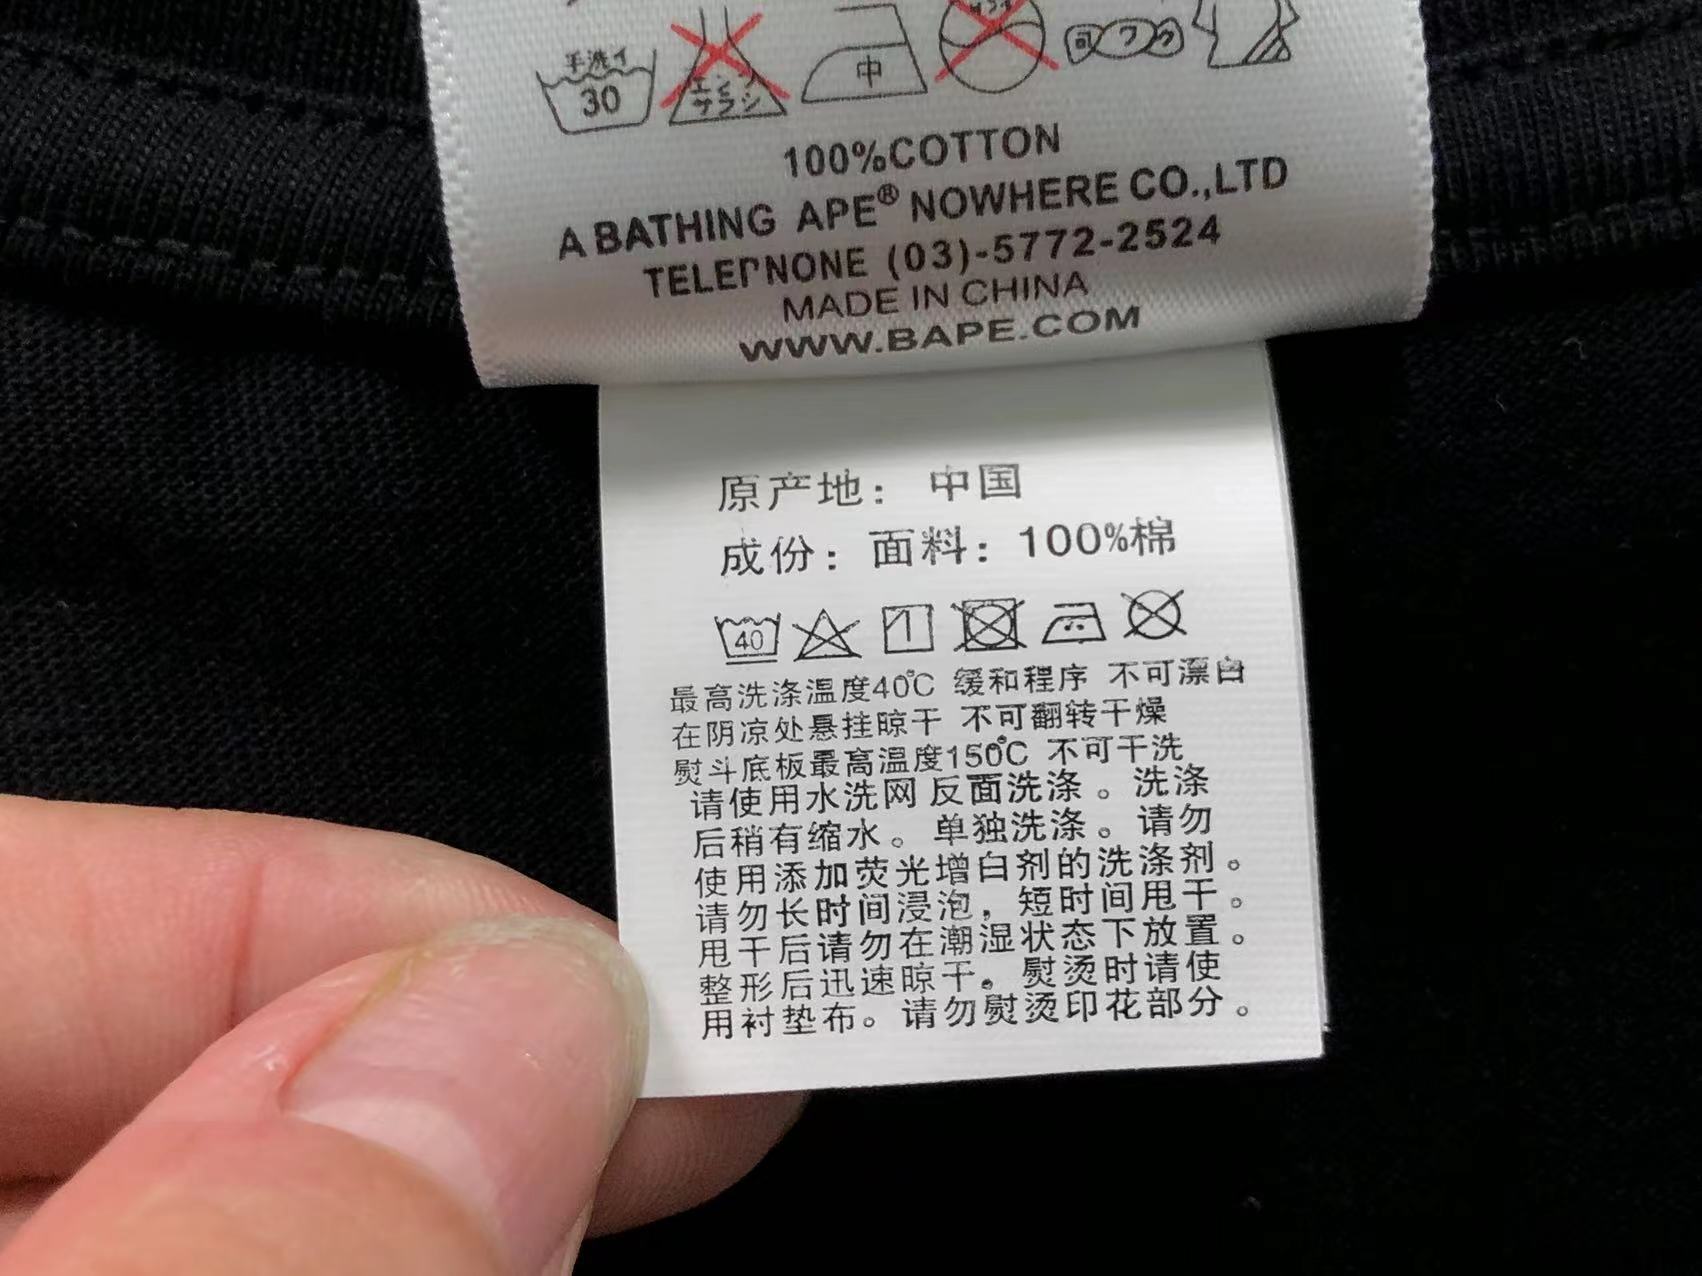 手洗イ
30
エンソ
サラシ
中
100%COTTON
A BATHING APE® NOWHERE CO.,LTD
TELEPNONE (03)-5772-2524
MADE IN CHINA
WWW.BAPE.COM
原产地：中国
成份：面料：100%棉
40
最高洗涤温度40℃ 缓和程序 不可漂白
在阴凉处悬挂晾干 不可翻转干燥
熨斗底板最高温度150℃ 不可干洗
请使用水洗网反面洗涤。洗涤
后稍有缩水。单独洗涤。请勿
使用添加荧光增白剂的洗涤剂。
请勿长时间浸泡，短时间甩干。
甩干后请勿在潮湿状态下放置。
整形后迅速晾干。熨烫时请使
用衬垫布。请勿熨烫印花部分。